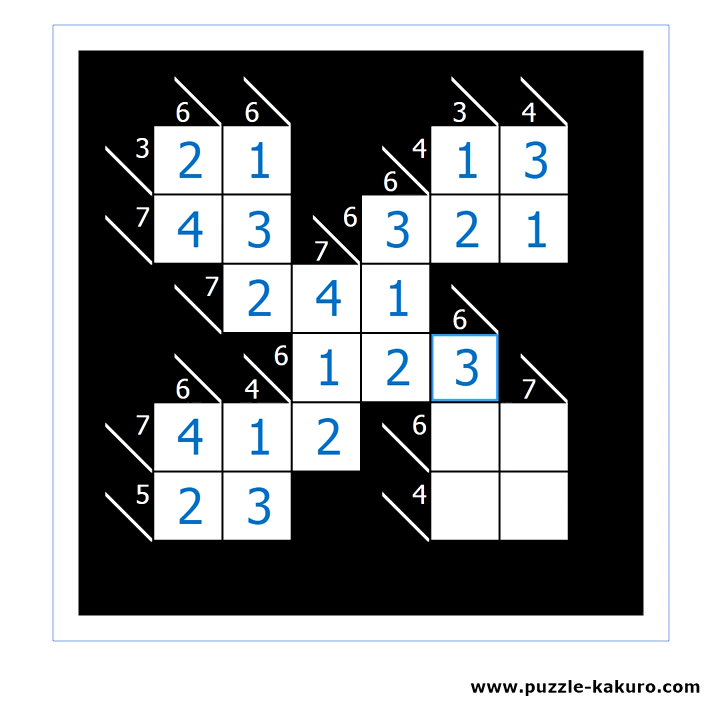 6 6 3 4
3 2 1 4 6 1 3
7 4 3 6 7 3 2 1
7 2 4 1 6
6 4 6 1 2 3 7
7 4 1 2 6
5 2 3 4
www.puzzle-kakuro.com